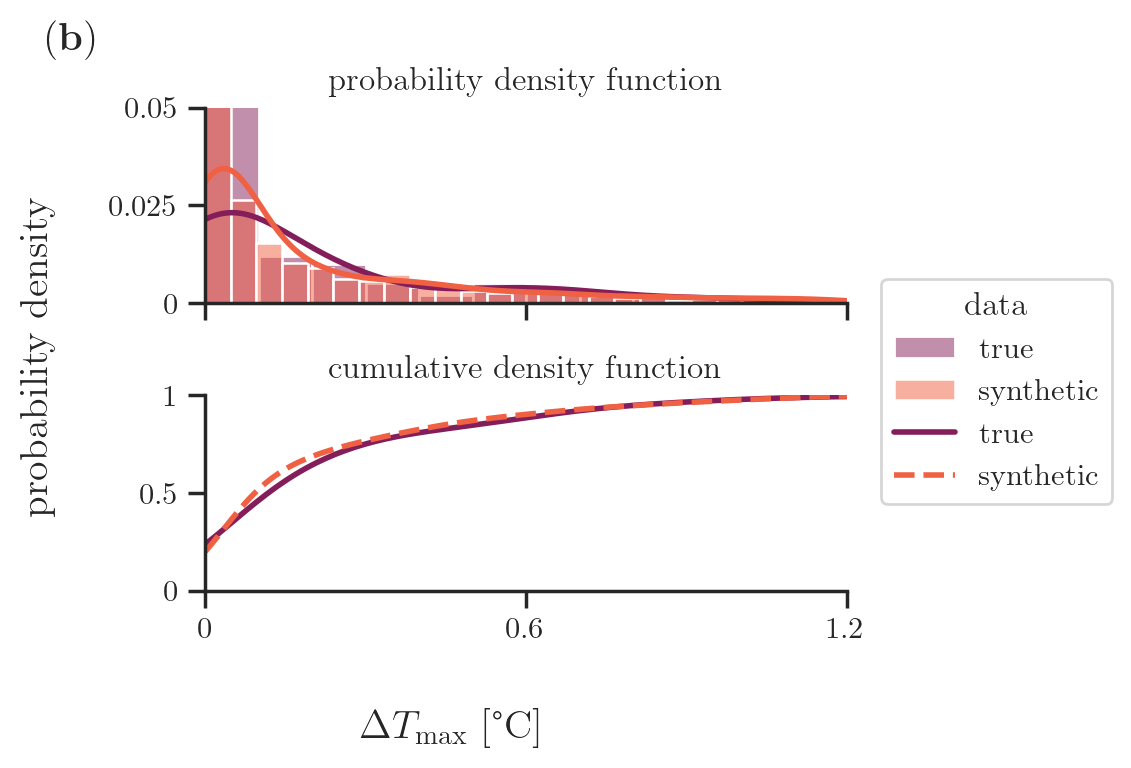 (b)
probability density function
0.05
0.025
0
probability density
cumulative density function
1
0.5
0
0
0.6
1.2
ΔT_max [°C]
data
true
synthetic
true
synthetic